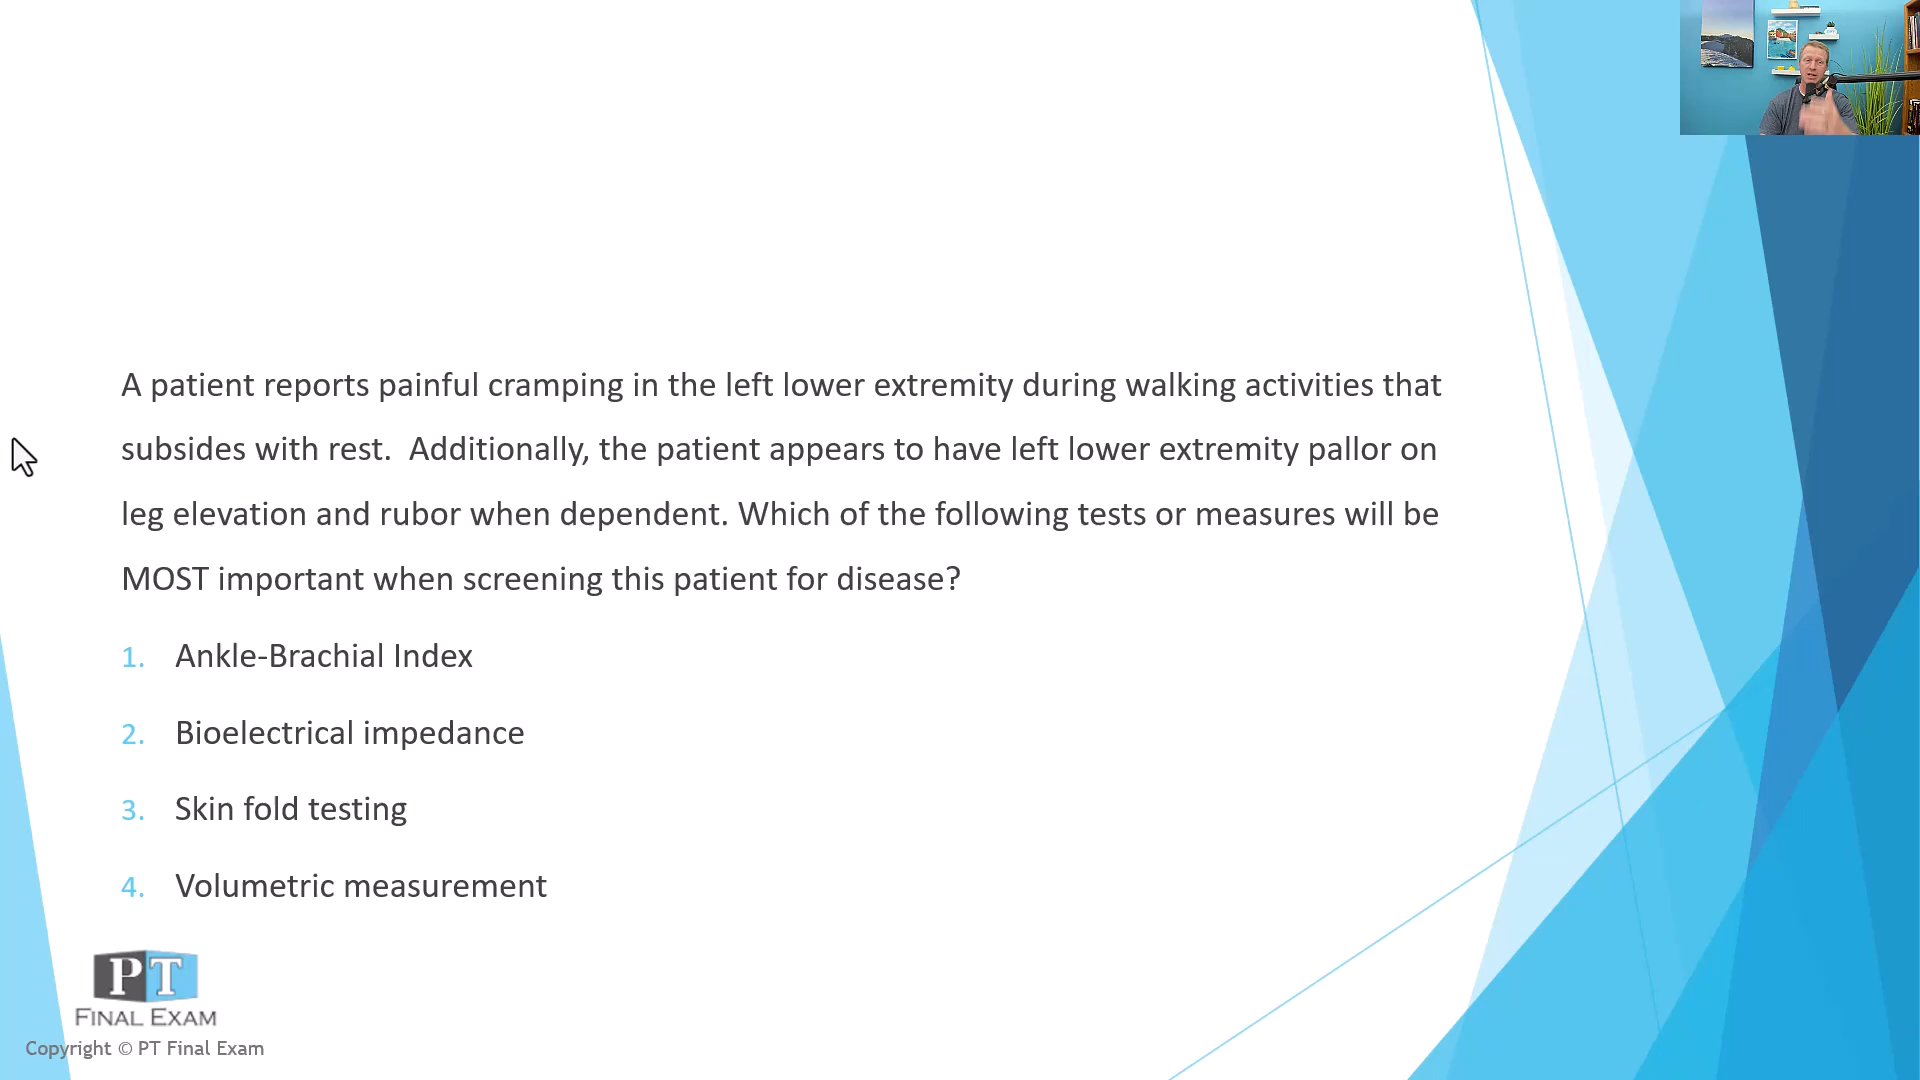 A patient reports painful cramping in the left lower extremity during walking activities that
subsides with rest.  Additionally, the patient appears to have left lower extremity pallor on
leg elevation and rubor when dependent. Which of the following tests or measures will be
MOST important when screening this patient for disease?
1. Ankle-Brachial Index
2. Bioelectrical impedance
3. Skin fold testing
4. Volumetric measurement
PT
FINAL EXAM
Copyright © PT Final Exam